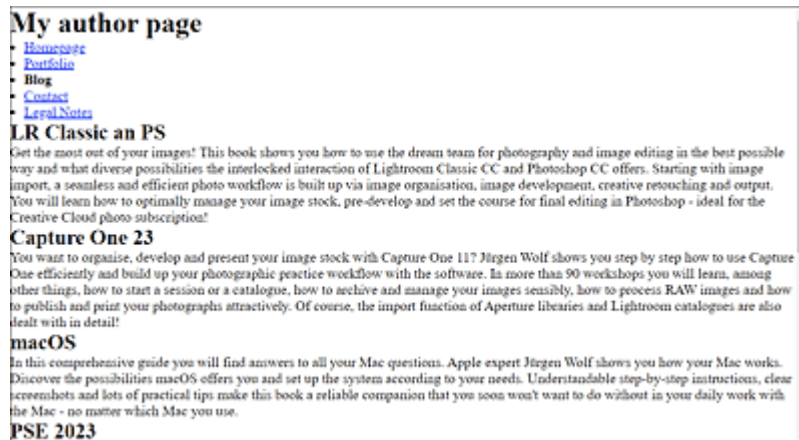 My author page
Homepage
Portfolio
Blog
Contact
Legal Notes
LR Classic an PS
Get the most out of your images! This book shows you how to use the dream team for photography and image editing in the best possible
way and what diverse possibilities the interlocked interaction of Lightroom Classic CC and Photoshop CC offers. Starting with image
import, a seamless and efficient photo workflow is built up via image organisation, image development, creative retouching and output.
You will learn how to optimally manage your image stock, pre-develop and set the course for final editing in Photoshop - ideal for the
Creative Cloud photo subscription!
Capture One 23
You want to organise, develop and present your image stock with Capture One 11? Jürgen Wolf shows you step by step how to use Capture
One efficiently and build up your photographic practice workflow with the software. In more than 90 workshops you will learn, among
other things, how to start a session or a catalogue, how to archive and manage your images sensibly, how to process RAW images and how
to publish and print your photographs attractively. Of course, the import function of Aperture libraries and Lightroom catalogues are also
dealt with in detail!
macOS
In this comprehensive guide you will find answers to all your Mac questions. Apple expert Jürgen Wolf shows you how your Mac works.
Discover the possibilities macOS offers you and set up the system according to your needs. Understandable step-by-step instructions, clear
screenshots and lots of practical tips make this book a reliable companion that you soon won't want to do without in your daily work with
the Mac - no matter which Mac you use.
PSE 2023